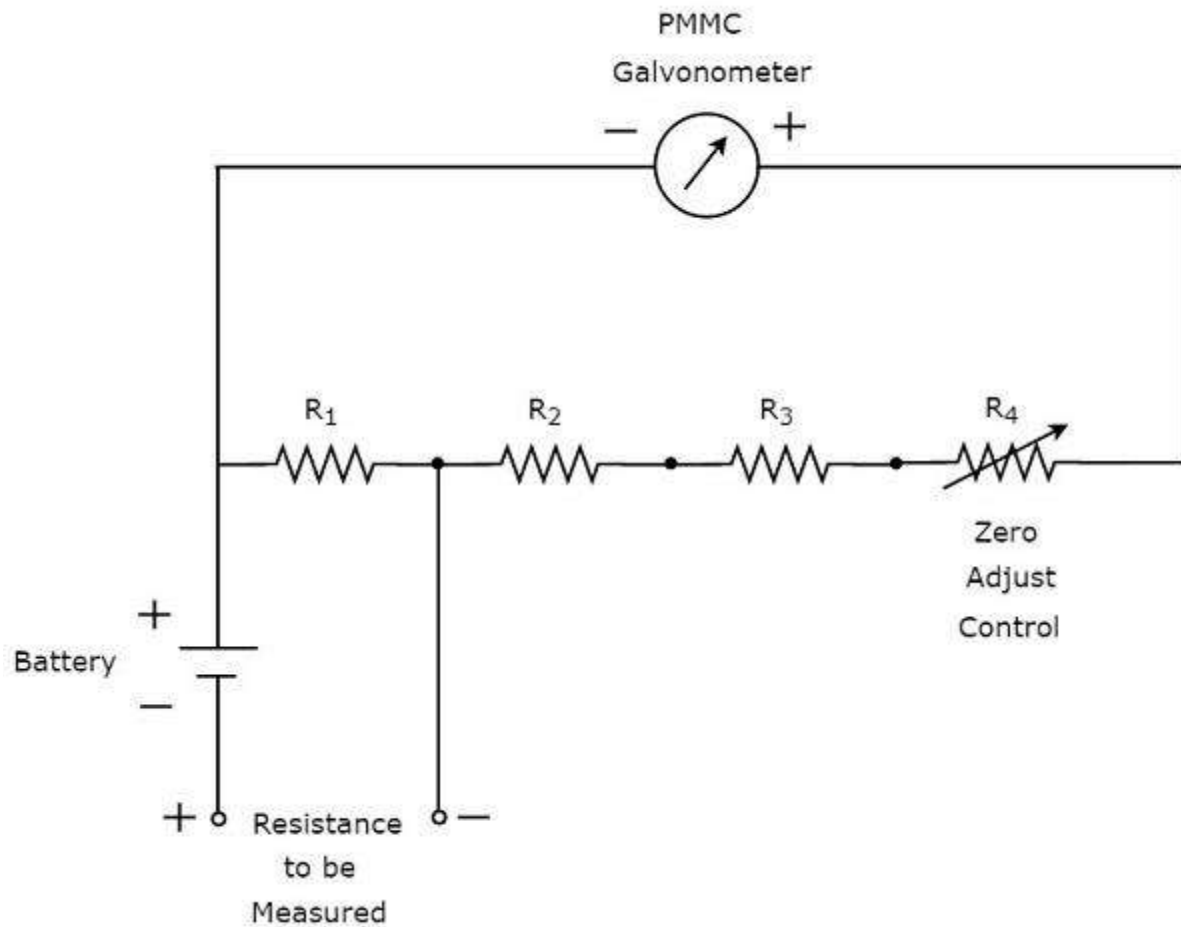 PMMC
Galvonometer
− +
R1 R2 R3 R4
Zero
Adjust
Control
+
Battery
−
+ Resistance −
to be
Measured